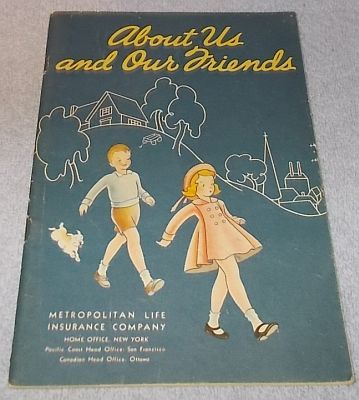 About Us
and Our Friends
METROPOLITAN LIFE
INSURANCE COMPANY
HOME OFFICE, NEW YORK
Pacific Coast Head Office: San Francisco
Canadian Head Office: Ottawa